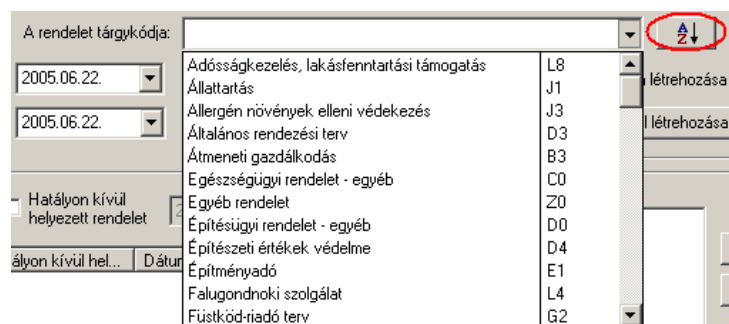 A rendelet tárgykódja:
A
Z
2005.06.22.
2005.06.22.
Adósságkezelés, lakásfenntartási támogatás L8
Állattartás J1
Allergén növények elleni védekezés J3
Általános rendezési terv D3
Átmeneti gazdálkodás B3
Egészségügyi rendelet - egyéb C0
Egyéb rendelet Z0
Építésügyi rendelet - egyéb D0
Építészeti értékek védelme D4
Építményadó E1
Falugondnoki szolgálat L4
Füstköd-riadó terv G2
létrehozása
l létrehozása
Hatályon kívül
helyezett rendelet
ályon kívül hel... Dátur